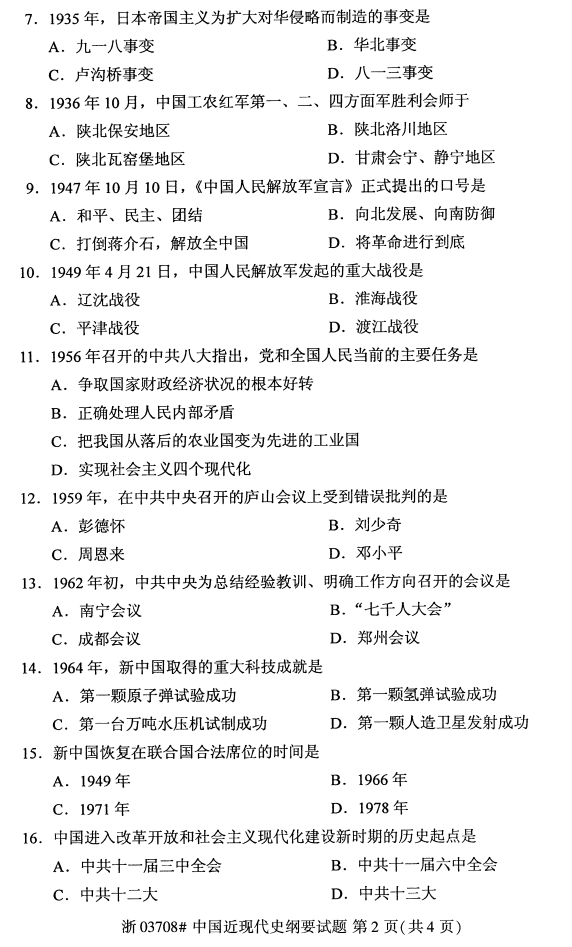 7．1935 年，日本帝国主义为扩大对华侵略而制造的事变是
A．九一八事变 B．华北事变
C．卢沟桥事变 D．八一三事变
8．1936 年 10 月，中国工农红军第一、二、四方面军胜利会师于
A．陕北保安地区 B．陕北洛川地区
C．陕北瓦窑堡地区 D．甘肃会宁、静宁地区
9．1947 年 10 月 10 日，《中国人民解放军宣言》正式提出的口号是
A．和平、民主、团结 B．向北发展、向南防御
C．打倒蒋介石，解放全中国 D．将革命进行到底
10．1949 年 4 月 21 日，中国人民解放军发起的重大战役是
A．辽沈战役 B．淮海战役
C．平津战役 D．渡江战役
11．1956 年召开的中共八大指出，党和全国人民当前的主要任务是
A．争取国家财政经济状况的根本好转
B．正确处理人民内部矛盾
C．把我国从落后的农业国变为先进的工业国
D．实现社会主义四个现代化
12．1959 年，在中共中央召开的庐山会议上受到错误批判的是
A．彭德怀 B．刘少奇
C．周恩来 D．邓小平
13．1962 年初，中共中央为总结经验教训、明确工作方向召开的会议是
A．南宁会议 B．“七千人大会”
C．成都会议 D．郑州会议
14．1964 年，新中国取得的重大科技成就是
A．第一颗原子弹试验成功 B．第一颗氢弹试验成功
C．第一台万吨水压机试制成功 D．第一颗人造卫星发射成功
15．新中国恢复在联合国合法席位的时间是
A．1949 年 B．1966 年
C．1971 年 D．1978 年
16．中国进入改革开放和社会主义现代化建设新时期的历史起点是
A．中共十一届三中全会 B．中共十一届六中全会
C．中共十二大 D．中共十三大
浙 03708# 中国近现代史纲要试题 第 2 页(共 4 页)